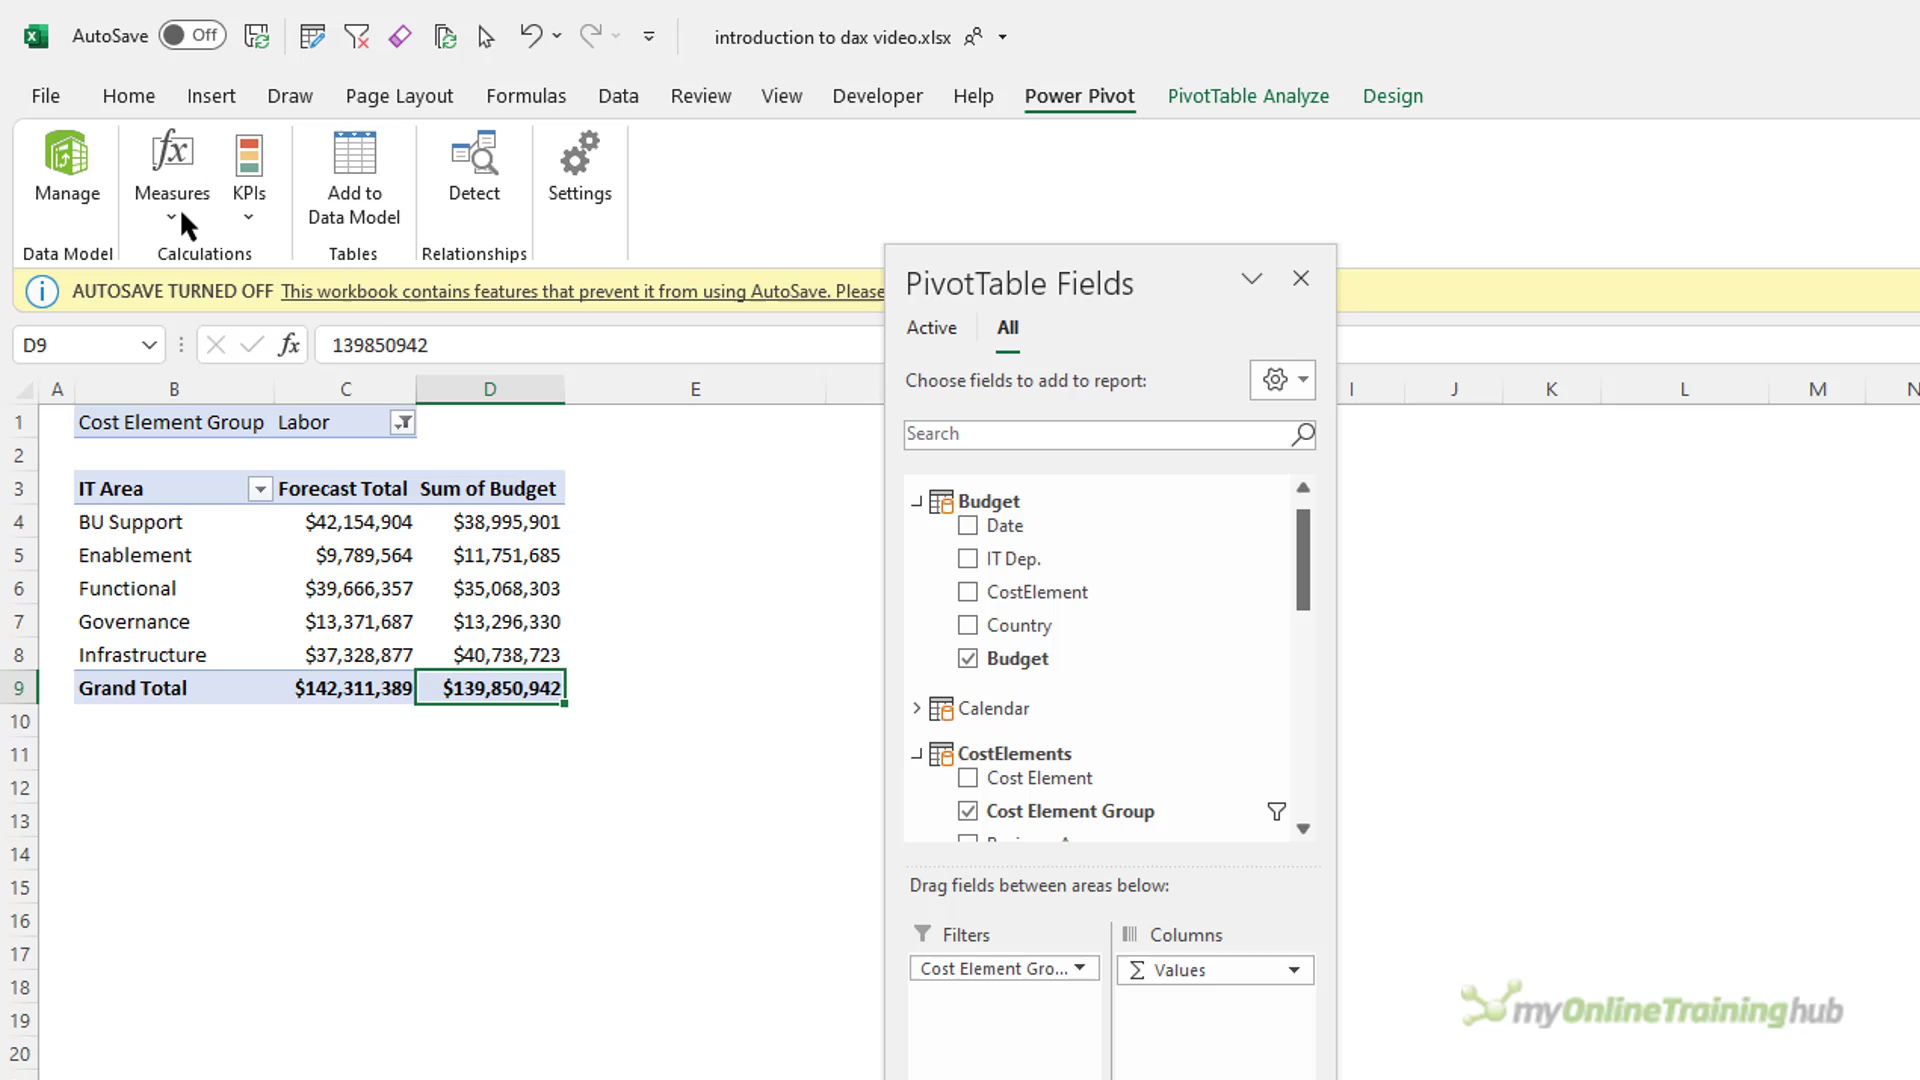 AutoSave Off introduction to dax video.xlsx
File Home Insert Draw Page Layout Formulas Data Review View Developer Help Power Pivot PivotTable Analyze Design
Manage Measures KPIs Add to Data Model Detect Settings
Data Model Calculations Tables Relationships
AUTOSAVE TURNED OFF This workbook contains features that prevent it from using AutoSave. Please
D9 fx 139850942
A B C D E I J K L M N
1 Cost Element Group Labor
2
3 IT Area Forecast Total Sum of Budget
4 BU Support $42,154,904 $38,995,901
5 Enablement $9,789,564 $11,751,685
6 Functional $39,666,357 $35,068,303
7 Governance $13,371,687 $13,296,330
8 Infrastructure $37,328,877 $40,738,723
9 Grand Total $142,311,389 $139,850,942
10
11
12
13
14
15
16
17
18
19
20
PivotTable Fields
Active All
Choose fields to add to report:
Search
Budget
Date
IT Dep.
CostElement
Country
Budget
Calendar
CostElements
Cost Element
Cost Element Group
Drag fields between areas below:
Filters Columns
Cost Element Gro... Values
myOnlineTraininghub